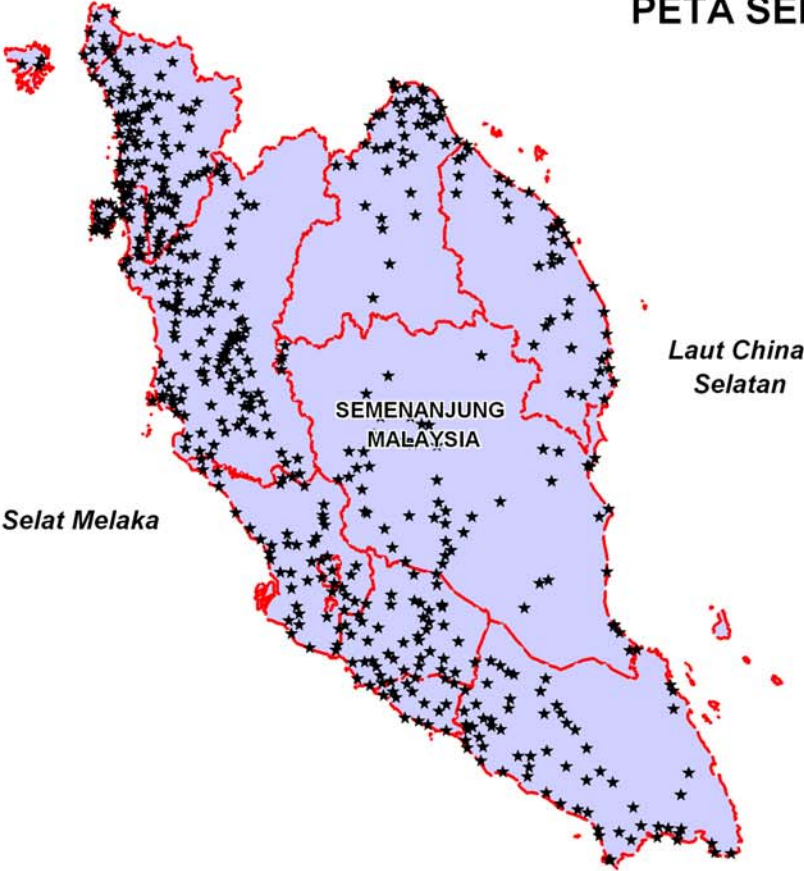 PETA SE
Laut China
Selatan
SEMENANJUNG
MALAYSIA
Selat Melaka